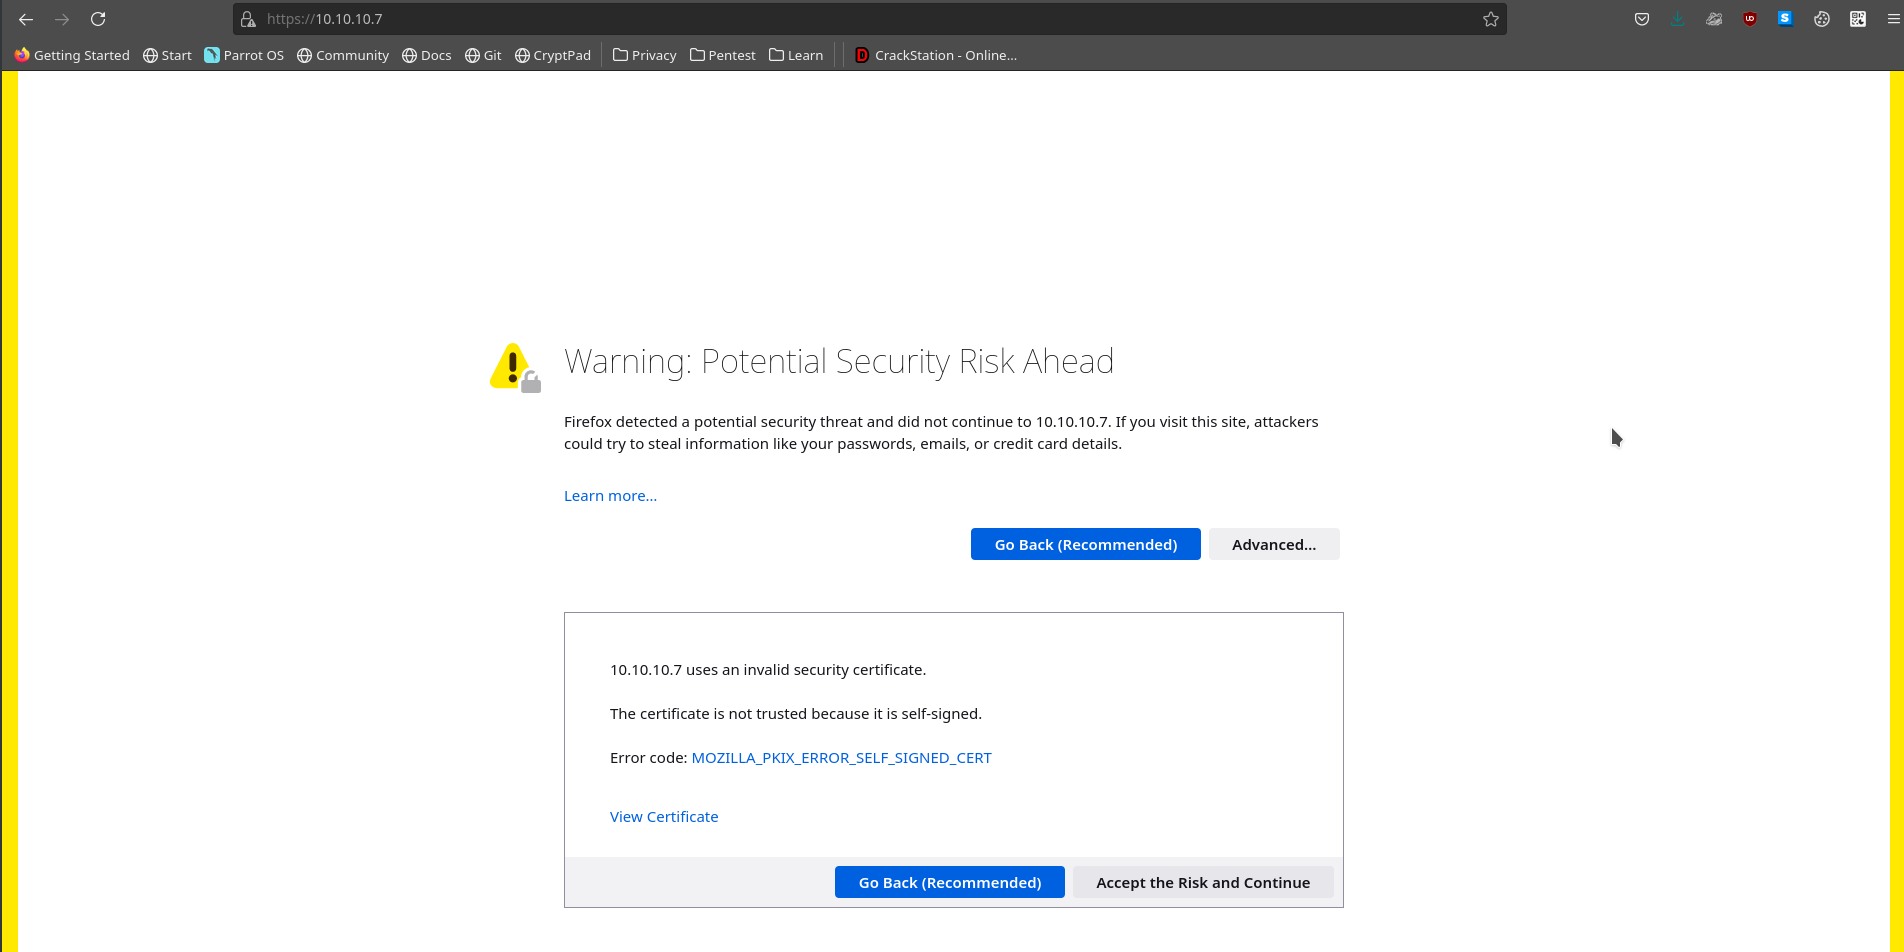 https://10.10.10.7
Getting Started Start Parrot OS Community Docs Git CryptPad Privacy Pentest Learn CrackStation - Online...
Warning: Potential Security Risk Ahead
Firefox detected a potential security threat and did not continue to 10.10.10.7. If you visit this site, attackers
could try to steal information like your passwords, emails, or credit card details.
Learn more...
Go Back (Recommended) Advanced...
10.10.10.7 uses an invalid security certificate.
The certificate is not trusted because it is self-signed.
Error code: MOZILLA_PKIX_ERROR_SELF_SIGNED_CERT
View Certificate
Go Back (Recommended) Accept the Risk and Continue